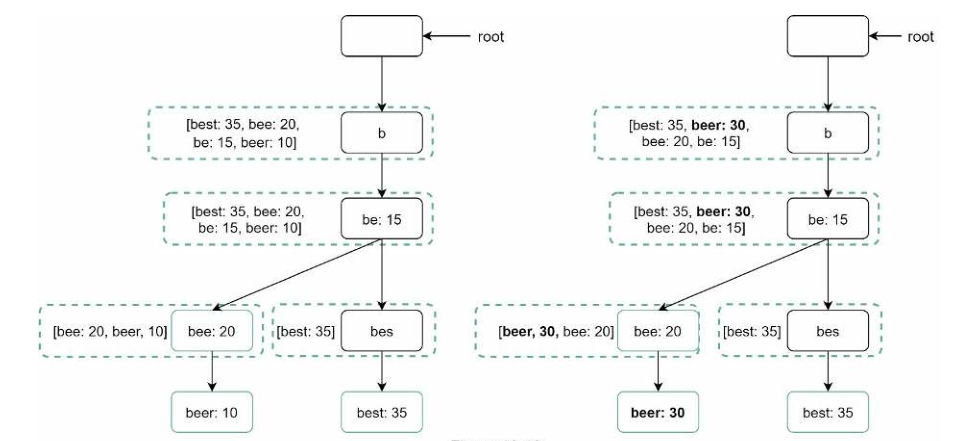 root
[best: 35, bee: 20,
be: 15, beer: 10]
b
[best: 35, bee: 20,
be: 15, beer: 10]
be: 15
[bee: 20, beer, 10]
bee: 20
[best: 35]
bes
beer: 10
best: 35
root
[best: 35, beer: 30,
bee: 20, be: 15]
b
[best: 35, beer: 30,
bee: 20, be: 15]
be: 15
[beer, 30, bee: 20]
bee: 20
[best: 35]
bes
beer: 30
best: 35